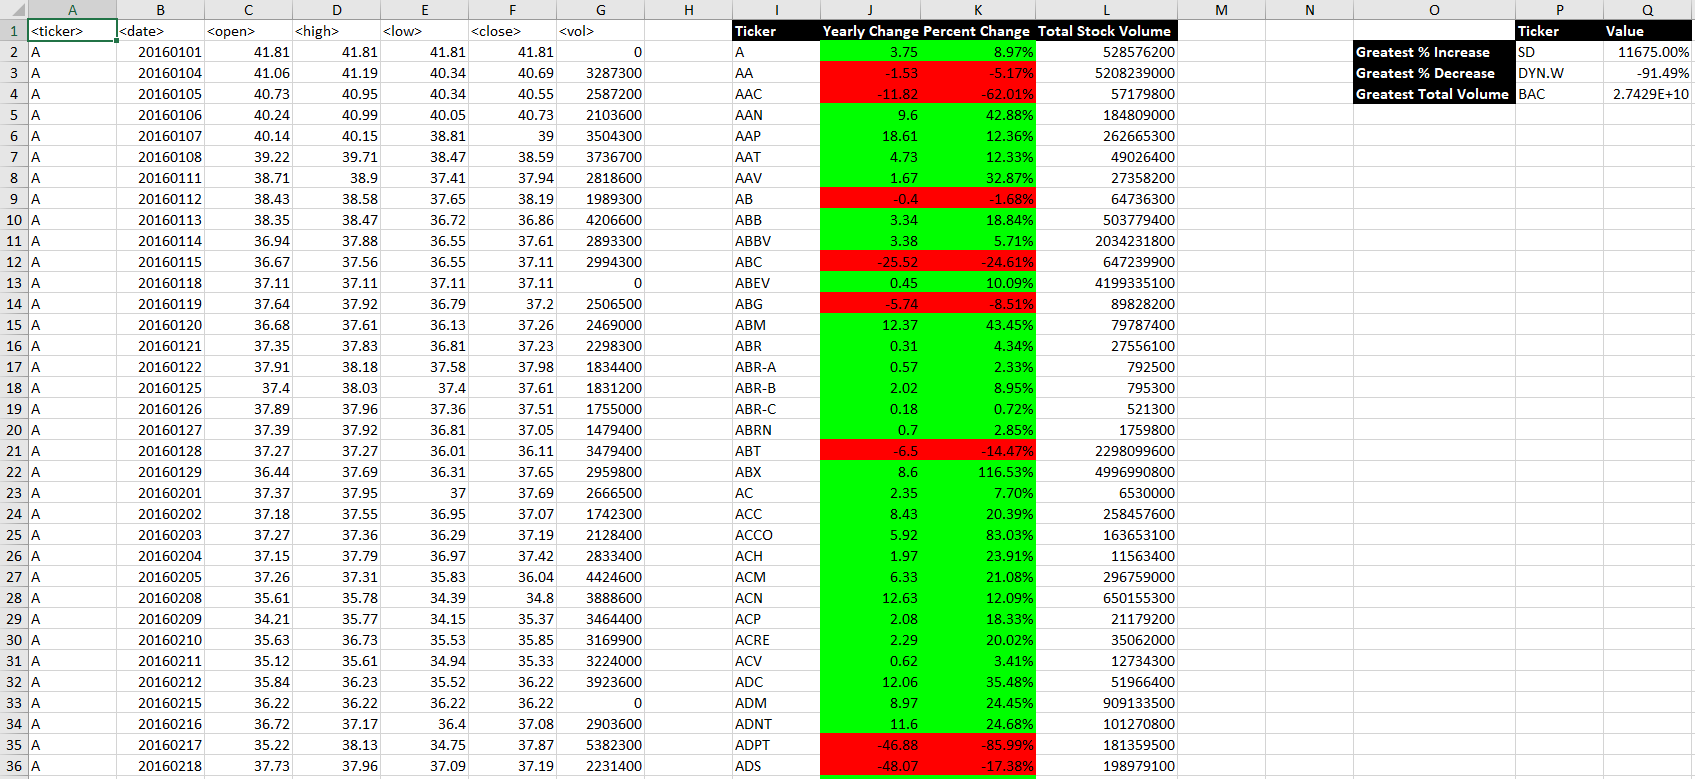 A B C D E F G H I J K L M N O P Q
1 <ticker> <date> <open> <high> <low> <close> <vol> Ticker Yearly Change Percent Change Total Stock Volume Ticker Value
2 A 20160101 41.81 41.81 41.81 41.81 0 A 3.75 8.97% 528576200 Greatest % Increase SD 11675.00%
3 A 20160104 41.06 41.19 40.34 40.69 3287300 AA -1.53 -5.17% 5208239000 Greatest % Decrease DYN.W -91.49%
4 A 20160105 40.73 40.95 40.34 40.55 2587200 AAC -11.82 -62.01% 57179800 Greatest Total Volume BAC 2.7429E+10
5 A 20160106 40.24 40.99 40.05 40.73 2103600 AAN 9.6 42.88% 184809000
6 A 20160107 40.14 40.15 38.81 39 3504300 AAP 18.61 12.36% 262665300
7 A 20160108 39.22 39.71 38.47 38.59 3736700 AAT 4.73 12.33% 49026400
8 A 20160111 38.71 38.9 37.41 37.94 2818600 AAV 1.67 32.87% 27358200
9 A 20160112 38.43 38.58 37.65 38.19 1989300 AB -0.4 -1.68% 64736300
10 A 20160113 38.35 38.47 36.72 36.86 4206600 ABB 3.34 18.84% 503779400
11 A 20160114 36.94 37.88 36.55 37.61 2893300 ABBV 3.38 5.71% 2034231800
12 A 20160115 36.67 37.56 36.55 37.11 2994300 ABC -25.52 -24.61% 647239900
13 A 20160118 37.11 37.11 37.11 37.11 0 ABEV 0.45 10.09% 4199335100
14 A 20160119 37.64 37.92 36.79 37.2 2506500 ABG -5.74 -8.51% 89828200
15 A 20160120 36.68 37.61 36.13 37.26 2469000 ABM 12.37 43.45% 79787400
16 A 20160121 37.35 37.83 36.81 37.23 2298300 ABR 0.31 4.34% 27556100
17 A 20160122 37.91 38.18 37.58 37.98 1834400 ABR-A 0.57 2.33% 792500
18 A 20160125 37.4 38.03 37.4 37.61 1831200 ABR-B 2.02 8.95% 795300
19 A 20160126 37.89 37.96 37.36 37.51 1755000 ABR-C 0.18 0.72% 521300
20 A 20160127 37.39 37.92 36.81 37.05 1479400 ABRN 0.7 2.85% 1759800
21 A 20160128 37.27 37.27 36.01 36.11 3479400 ABT -6.5 -14.47% 2298099600
22 A 20160129 36.44 37.69 36.31 37.65 2959800 ABX 8.6 116.53% 4996990800
23 A 20160201 37.37 37.95 37 37.69 2666500 AC 2.35 7.70% 6530000
24 A 20160202 37.18 37.55 36.95 37.07 1742300 ACC 8.43 20.39% 258457600
25 A 20160203 37.27 37.36 36.29 37.19 2128400 ACCO 5.92 83.03% 163653100
26 A 20160204 37.15 37.79 36.97 37.42 2833400 ACH 1.97 23.91% 11563400
27 A 20160205 37.26 37.31 35.83 36.04 4424600 ACM 6.33 21.08% 296759000
28 A 20160208 35.61 35.78 34.39 34.8 3888600 ACN 12.63 12.09% 650155300
29 A 20160209 34.21 35.77 34.15 35.37 3464400 ACP 2.08 18.33% 21179200
30 A 20160210 35.63 36.73 35.53 35.85 3169900 ACRE 2.29 20.02% 35062000
31 A 20160211 35.12 35.61 34.94 35.33 3224000 ACV 0.62 3.41% 12734300
32 A 20160212 35.84 36.23 35.52 36.22 3923600 ADC 12.06 35.48% 51966400
33 A 20160215 36.22 36.22 36.22 36.22 0 ADM 8.97 24.45% 909133500
34 A 20160216 36.72 37.17 36.4 37.08 2903600 ADNT 11.6 24.68% 101270800
35 A 20160217 35.22 38.13 34.75 37.87 5382300 ADPT -46.88 -85.99% 181359500
36 A 20160218 37.73 37.96 37.09 37.19 2231400 ADS -48.07 -17.38% 198979100